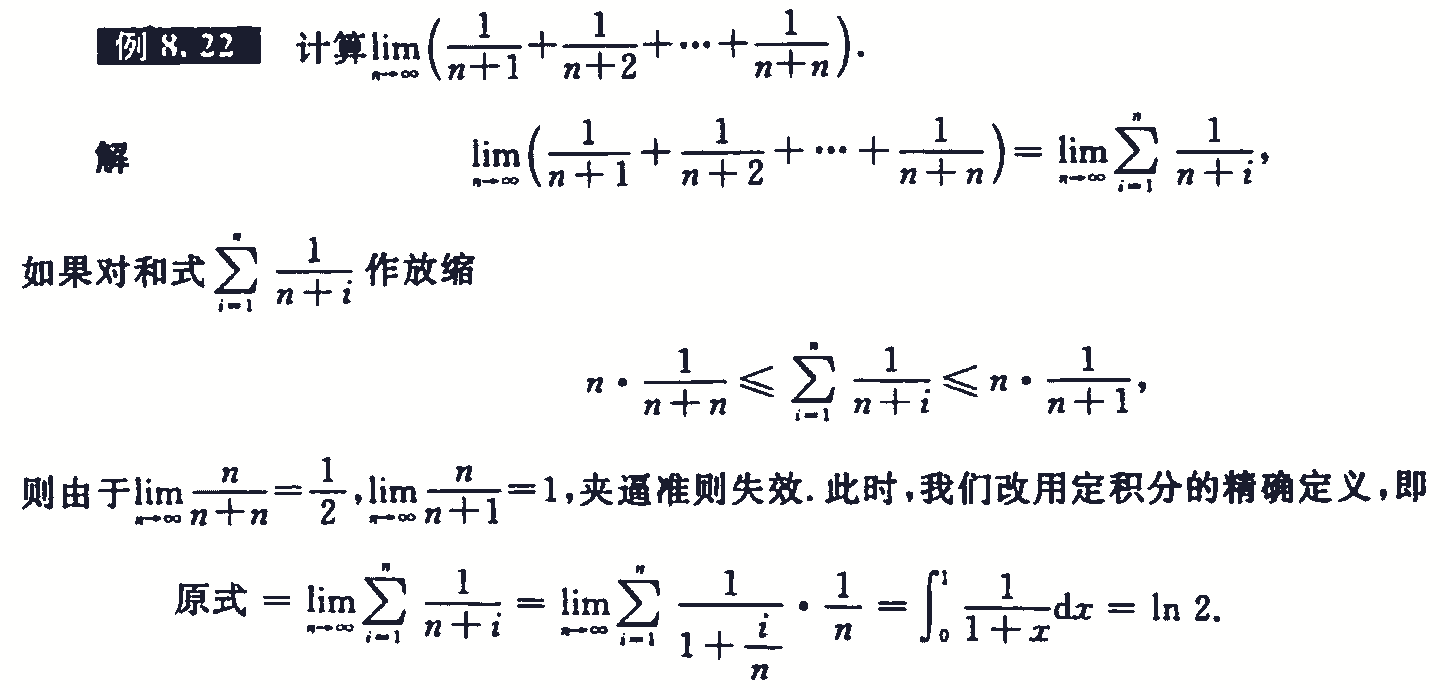 例 8.22 计算$\lim_{n\to\infty}\left(\frac{1}{n+1}+\frac{1}{n+2}+\cdots+\frac{1}{n+n}\right)$.
解 $\lim_{n\to\infty}\left(\frac{1}{n+1}+\frac{1}{n+2}+\cdots+\frac{1}{n+n}\right)=\lim_{n\to\infty}\sum_{i=1}^{n}\frac{1}{n+i}$,
如果对和式$\sum_{i=1}^{n}\frac{1}{n+i}$作放缩
$n\cdot\frac{1}{n+n}\leqslant\sum_{i=1}^{n}\frac{1}{n+i}\leqslant n\cdot\frac{1}{n+1}$,
则由于$\lim_{n\to\infty}\frac{n}{n+n}=\frac{1}{2}$,$\lim_{n\to\infty}\frac{n}{n+1}=1$,夹逼准则失效.此时,我们改用定积分的精确定义,即
原式$=\lim_{n\to\infty}\sum_{i=1}^{n}\frac{1}{n+i}=\lim_{n\to\infty}\sum_{i=1}^{n}\frac{1}{1+\frac{i}{n}}\cdot\frac{1}{n}=\int_{0}^{1}\frac{1}{1+x}\mathrm{d}x=\ln 2$.